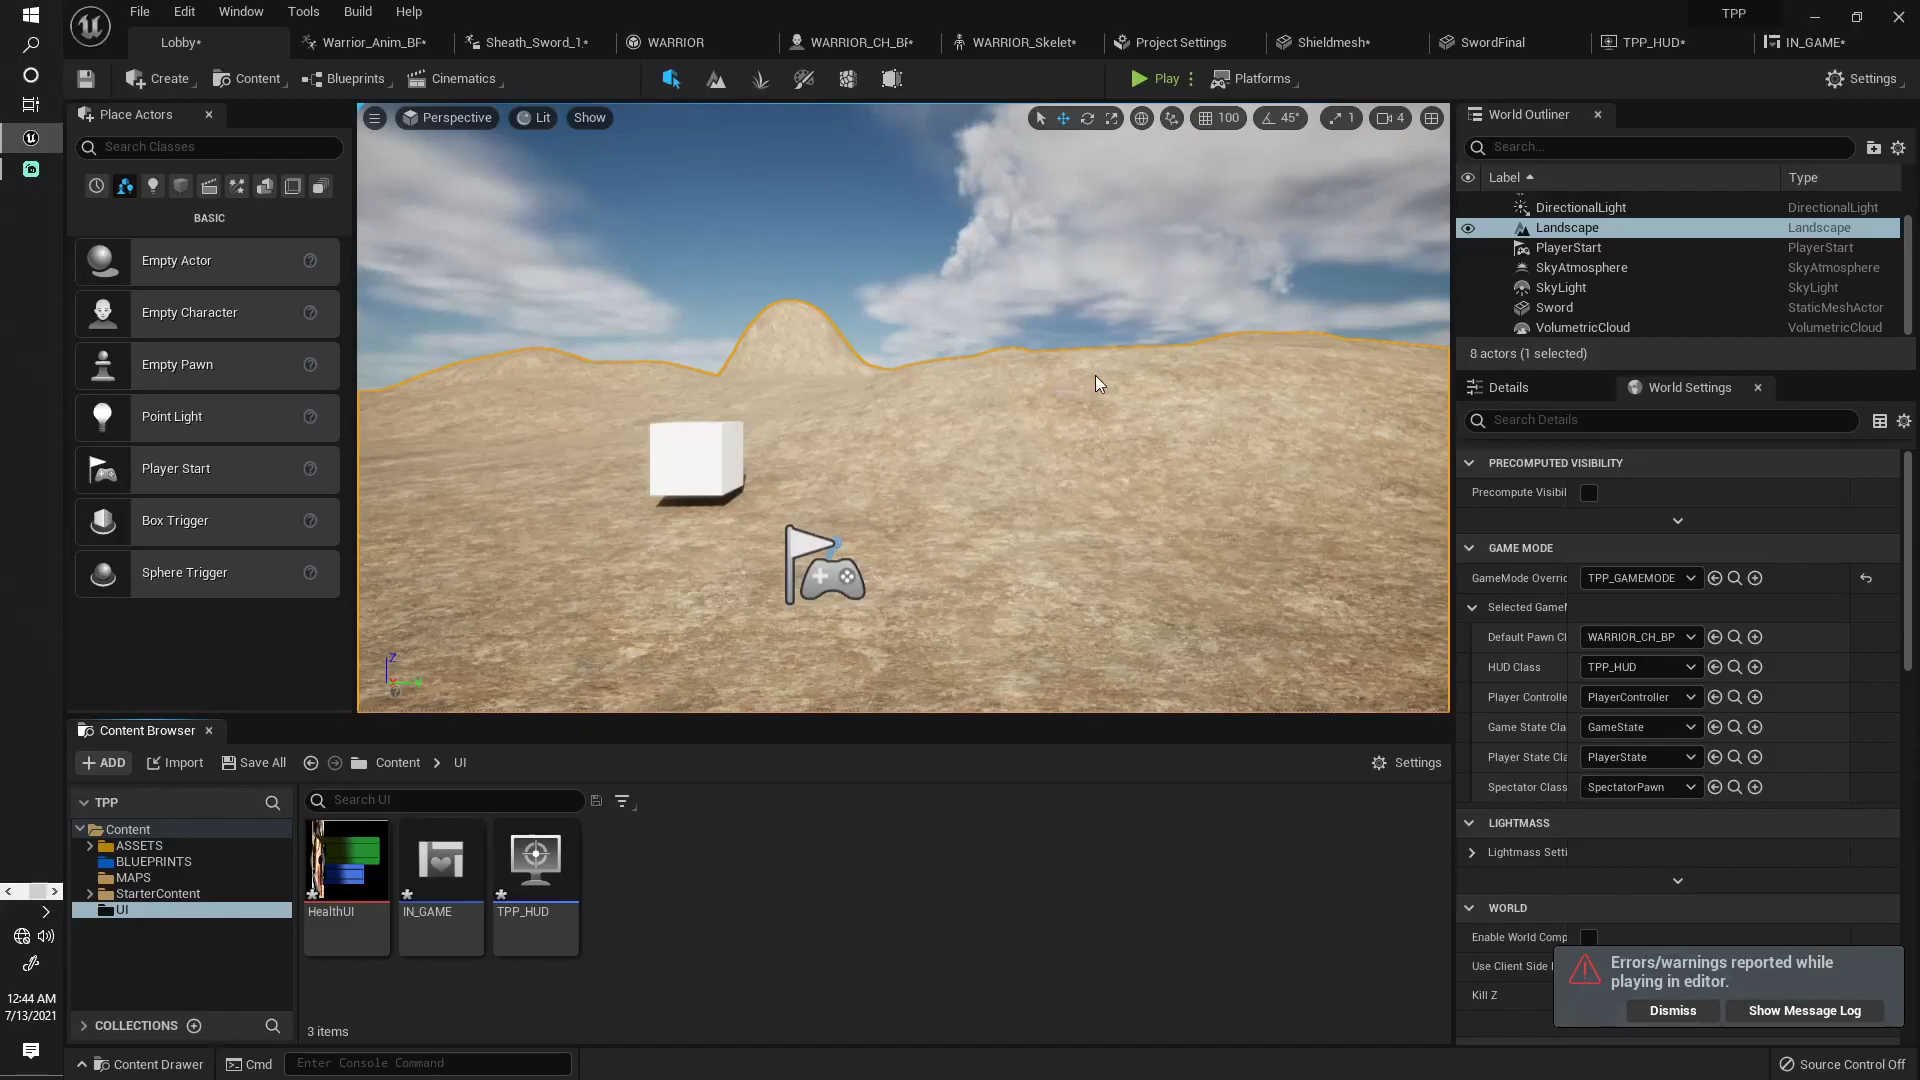 File Edit Window Tools Build Help
TPP
Lobby*
Warrior_Anim_BP*
Sheath_Sword_1.*
WARRIOR
WARRIOR_CH_BP*
WARRIOR_Skelet*
Project Settings
Shieldmesh*
SwordFinal
TPP_HUD*
IN_GAME*
Create
Content
Blueprints
Cinematics
Play
Platforms
Settings
Place Actors
Search Classes
BASIC
Empty Actor
Empty Character
Empty Pawn
Point Light
Player Start
Box Trigger
Sphere Trigger
Perspective
Lit
Show
100
45°
1
4
Z
World Outliner
Search...
Label Type
DirectionalLight DirectionalLight
Landscape Landscape
PlayerStart PlayerStart
SkyAtmosphere SkyAtmosphere
SkyLight SkyLight
Sword StaticMeshActor
VolumetricCloud VolumetricCloud
8 actors (1 selected)
Details
World Settings
Search Details
PRECOMPUTED VISIBILITY
Precompute Visibil
GAME MODE
GameMode Overric TPP_GAMEMODE
Selected GameM
Default Pawn Cl WARRIOR_CH_BP
HUD Class TPP_HUD
Player Controlle PlayerController
Game State Cla GameState
Player State Cla PlayerState
Spectator Class SpectatorPawn
LIGHTMASS
Lightmass Setti
WORLD
Enable World Comp
Use Client Side
Kill Z
Errors/warnings reported while
playing in editor.
Dismiss
Show Message Log
Content Browser
ADD
Import
Save All
Content
UI
Settings
TPP
Content
ASSETS
BLUEPRINTS
MAPS
StarterContent
UI
COLLECTIONS
Search UI
HealthUI
IN_GAME
TPP_HUD
3 items
12:44 AM
7/13/2021
Content Drawer
Cmd
Enter Console Command
Source Control Off